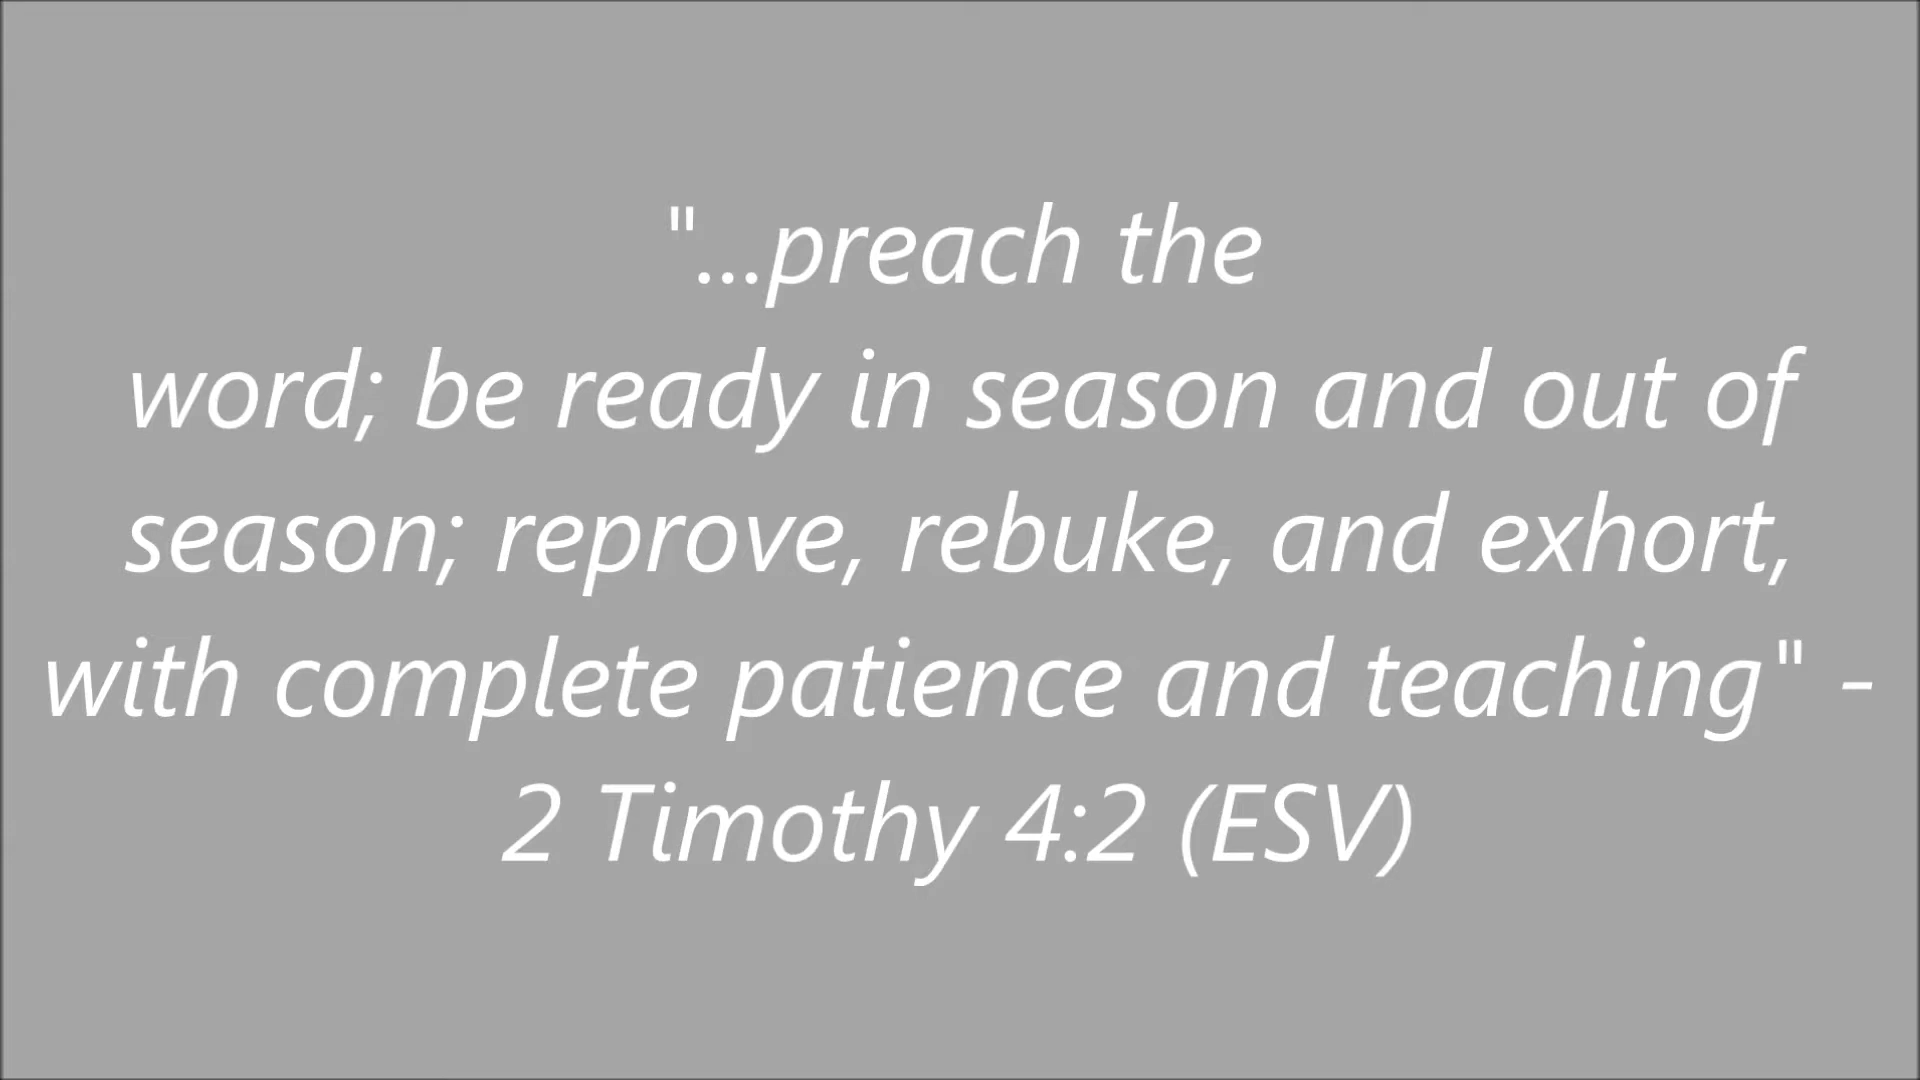 "...preach the
word; be ready in season and out of
season; reprove, rebuke, and exhort,
with complete patience and teaching" -
2 Timothy 4:2 (ESV)